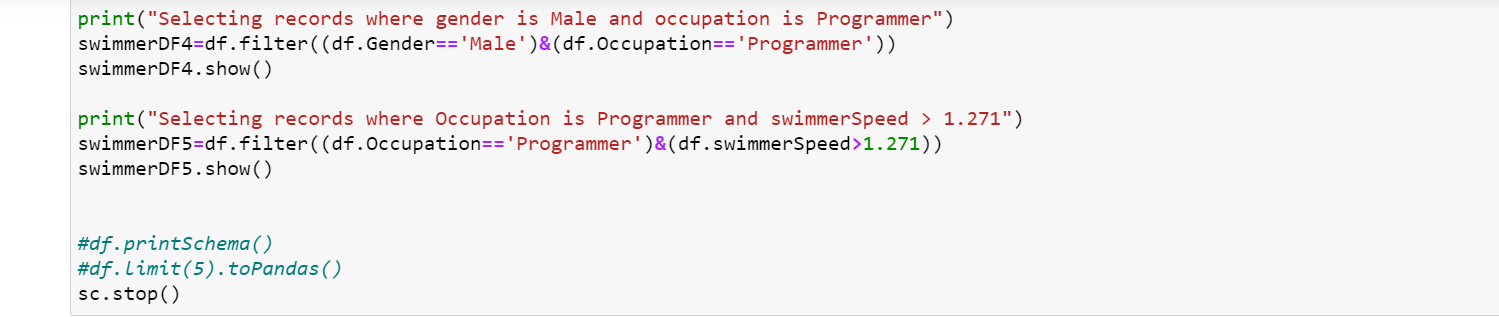 print("Selecting records where gender is Male and occupation is Programmer")
swimmerDF4=df.filter((df.Gender=='Male')&(df.Occupation=='Programmer'))
swimmerDF4.show()
print("Selecting records where Occupation is Programmer and swimmerSpeed > 1.271")
swimmerDF5=df.filter((df.Occupation=='Programmer')&(df.swimmerSpeed>1.271))
swimmerDF5.show()
#df.printSchema()
#df.limit(5).toPandas()
sc.stop()